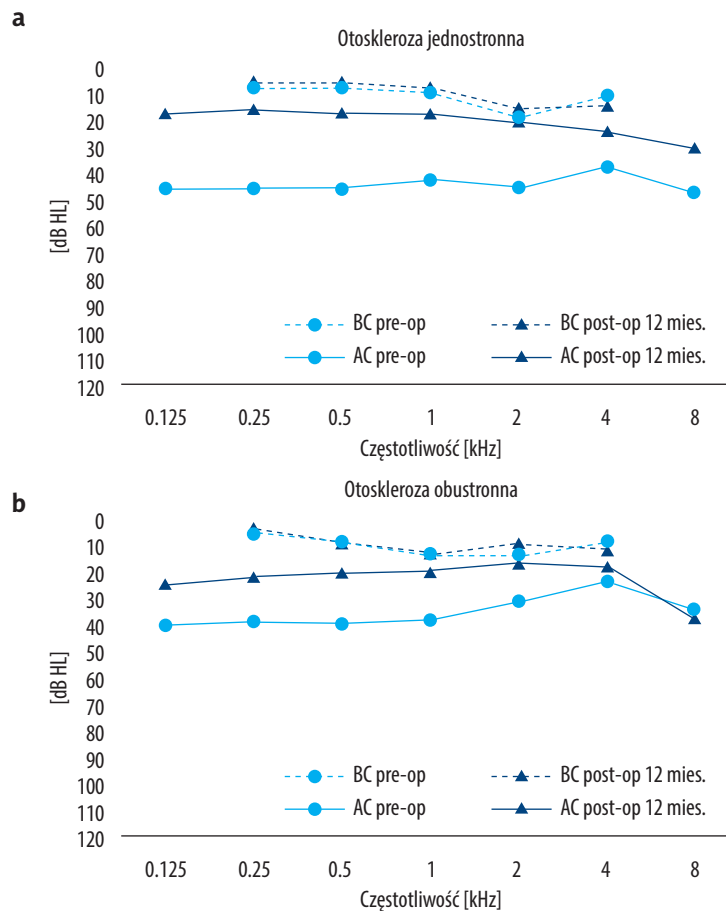 a
Otoskleroza jednostronna
0
10
20
30
40
50
60
70
80
90
100
110
120
[dB HL]
BC pre-op
BC post-op 12 mies.
AC pre-op
AC post-op 12 mies.
0.125 0.25 0.5 1 2 4 8
Częstotliwość [kHz]
b
Otoskleroza obustronna
0
10
20
30
40
50
60
70
80
90
100
110
120
[dB HL]
BC pre-op
BC post-op 12 mies.
AC pre-op
AC post-op 12 mies.
0.125 0.25 0.5 1 2 4 8
Częstotliwość [kHz]